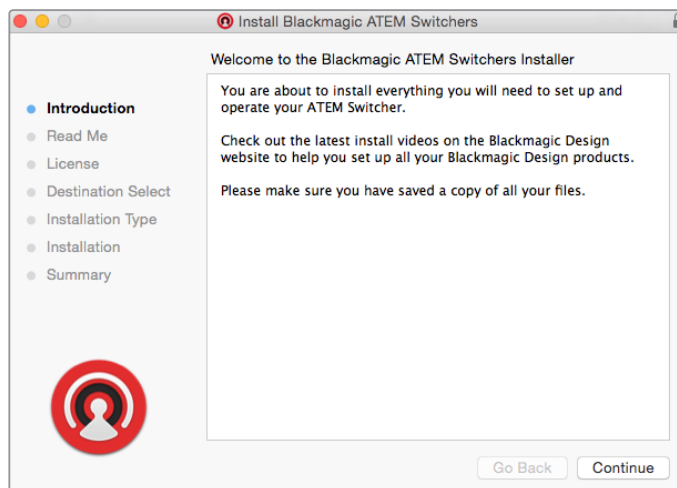 Install Blackmagic ATEM Switchers
Welcome to the Blackmagic ATEM Switchers Installer
Introduction
Read Me
License
Destination Select
Installation Type
Installation
Summary
You are about to install everything you will need to set up and
operate your ATEM Switcher.
Check out the latest install videos on the Blackmagic Design
website to help you set up all your Blackmagic Design products.
Please make sure you have saved a copy of all your files.
Go Back
Continue